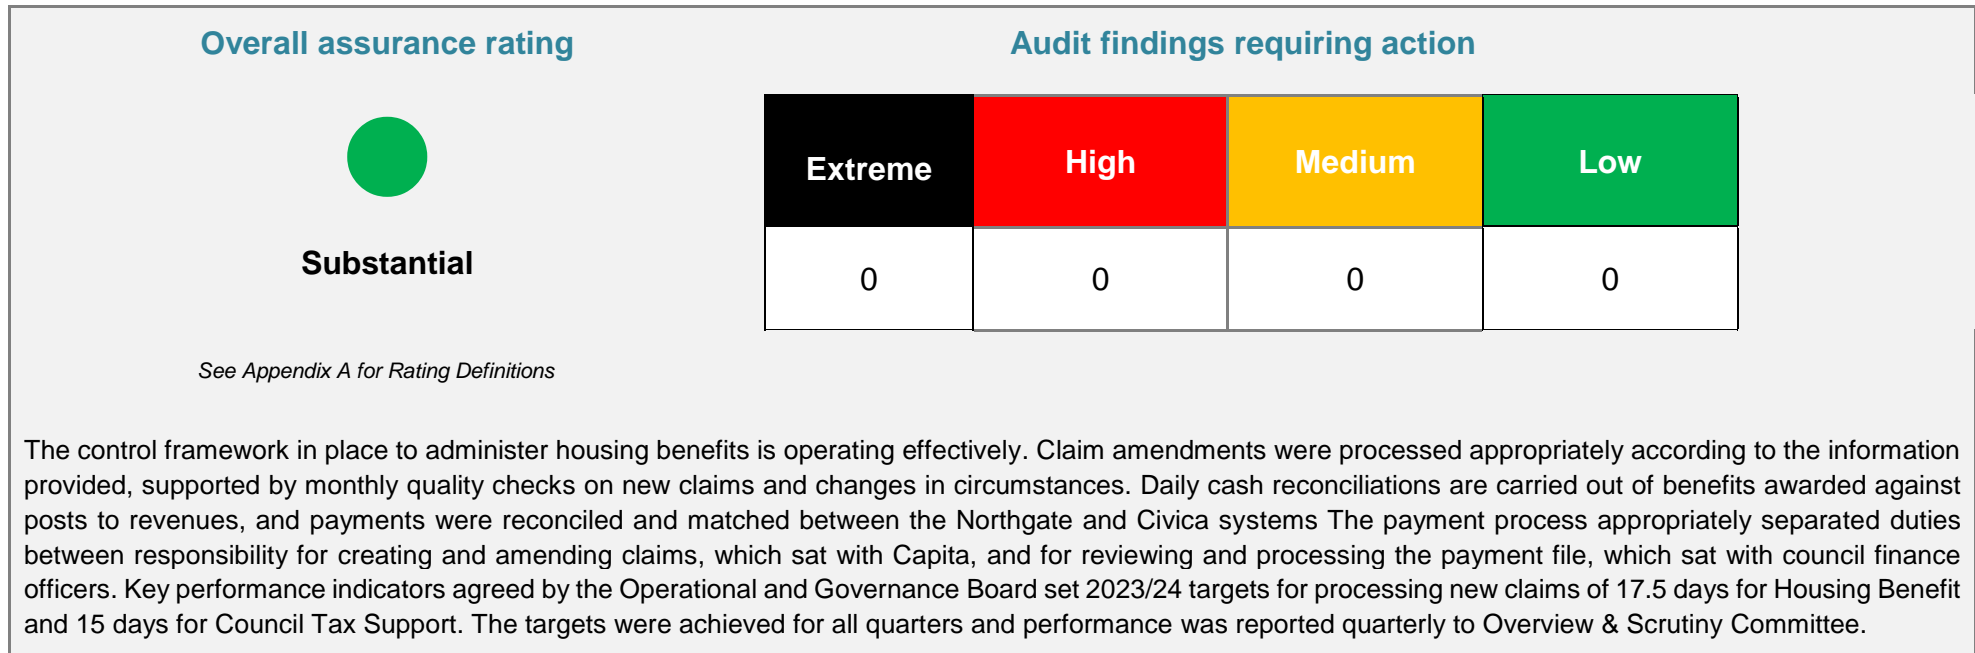 Overall assurance rating
Audit findings requiring action
Extreme
High
Medium
Low
Substantial
0
0
0
0
See Appendix A for Rating Definitions
The control framework in place to administer housing benefits is operating effectively. Claim amendments were processed appropriately according to the information
provided, supported by monthly quality checks on new claims and changes in circumstances. Daily cash reconciliations are carried out of benefits awarded against
posts to revenues, and payments were reconciled and matched between the Northgate and Civica systems The payment process appropriately separated duties
between responsibility for creating and amending claims, which sat with Capita, and for reviewing and processing the payment file, which sat with council finance
officers. Key performance indicators agreed by the Operational and Governance Board set 2023/24 targets for processing new claims of 17.5 days for Housing Benefit
and 15 days for Council Tax Support. The targets were achieved for all quarters and performance was reported quarterly to Overview & Scrutiny Committee.